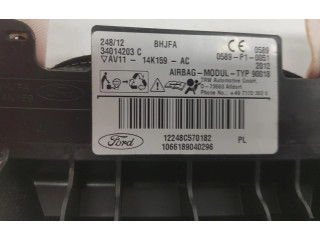 248/12 BHJFA CE 0589
34014203 C 0589-P1-0051
▽AV11 - 14K159 - AC 2012
AIRBAG-MODUL-TYP 90018
TRW Automotive GmbH
D-73553 Alfdorf
Ford 12248C570182 PL
1066189040296